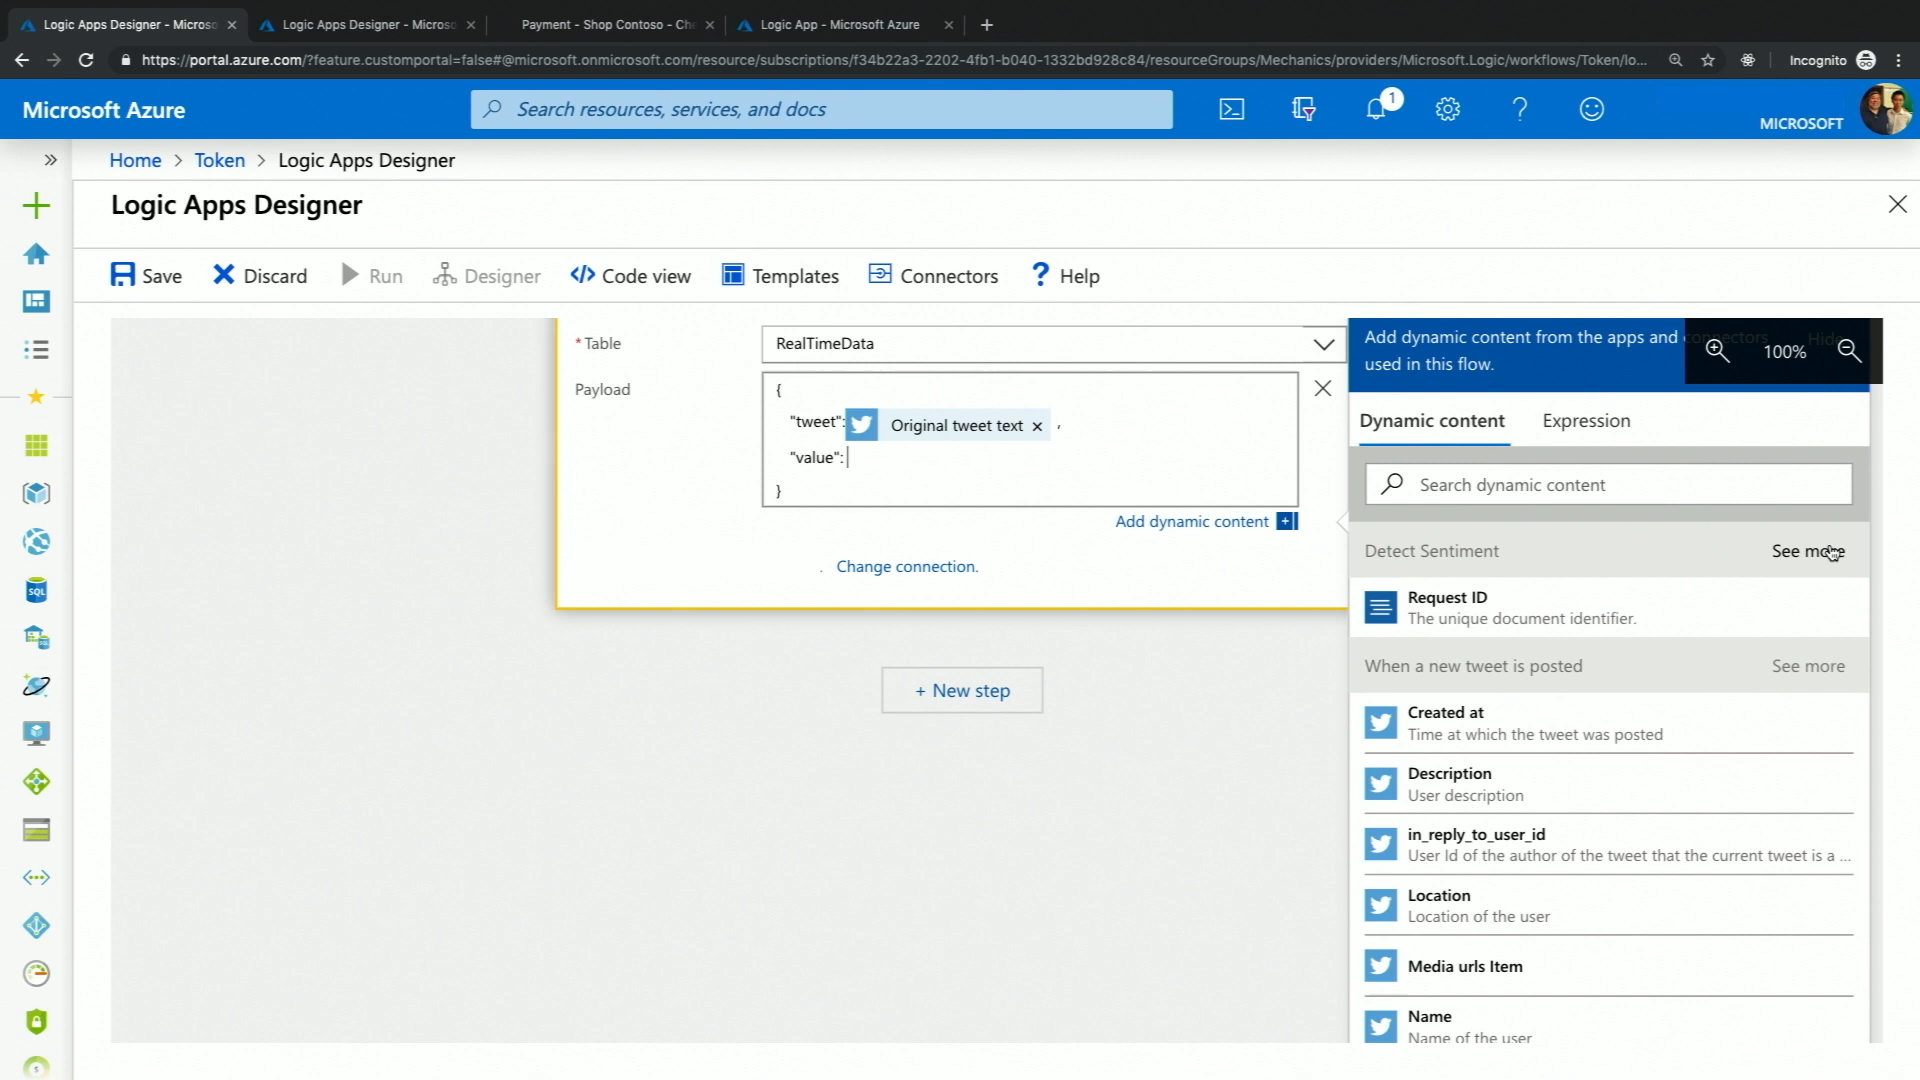 Logic Apps Designer - Microso
Logic Apps Designer - Microso
Payment - Shop Contoso - Che
Logic App - Microsoft Azure
https://portal.azure.com/?feature.customportal=false#@microsoft.onmicrosoft.com/resource/subscriptions/f34b22a3-2202-4fb1-b040-1332bd928c84/resourceGroups/Mechanics/providers/Microsoft.Logic/workflows/Token/lo...
Incognito
Microsoft Azure
Search resources, services, and docs
1
MICROSOFT
Home > Token > Logic Apps Designer
Logic Apps Designer
Save
Discard
Run
Designer
Code view
Templates
Connectors
Help
* Table
RealTimeData
Payload
{
"tweet": Original tweet text × ,
"value":
}
Add dynamic content
. Change connection.
+ New step
Add dynamic content from the apps and connectors
used in this flow.
Hide
100%
Dynamic content
Expression
Search dynamic content
Detect Sentiment
See more
Request ID
The unique document identifier.
When a new tweet is posted
See more
Created at
Time at which the tweet was posted
Description
User description
in_reply_to_user_id
User Id of the author of the tweet that the current tweet is a ...
Location
Location of the user
Media urls Item
Name
Name of the user
SQL